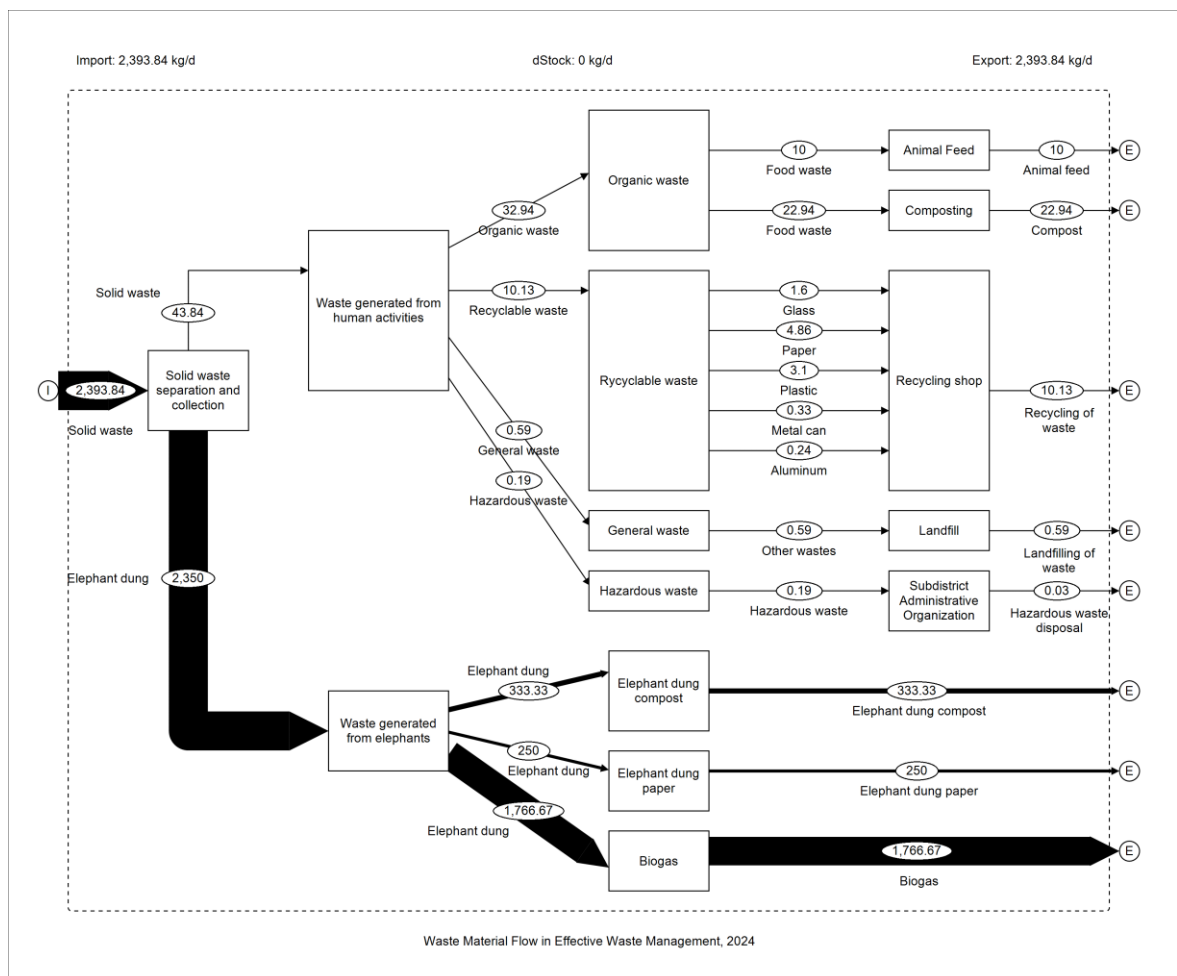 Import: 2,393.84 kg/d
dStock: 0 kg/d
Export: 2,393.84 kg/d
I
2,393.84
Solid waste
Solid waste
separation and
collection
Solid waste
43.84
Elephant dung
2,350
Waste generated from
human activities
32.94
Organic waste
10.13
Recyclable waste
0.59
General waste
0.19
Hazardous waste
Organic waste
10
Food waste
Animal Feed
10
Animal feed
E
22.94
Food waste
Composting
22.94
Compost
E
Rycyclable waste
1.6
Glass
4.86
Paper
3.1
Plastic
0.33
Metal can
0.24
Aluminum
Recycling shop
10.13
Recycling of
waste
E
General waste
0.59
Other wastes
Landfill
0.59
Landfilling of
waste
E
Hazardous waste
0.19
Hazardous waste
Subdistrict
Administrative
Organization
0.03
Hazardous waste
disposal
E
Waste generated
from elephants
Elephant dung
333.33
Elephant dung
compost
333.33
Elephant dung compost
E
250
Elephant dung
Elephant dung
paper
250
Elephant dung paper
E
1,766.67
Elephant dung
Biogas
1,766.67
Biogas
E
Waste Material Flow in Effective Waste Management, 2024